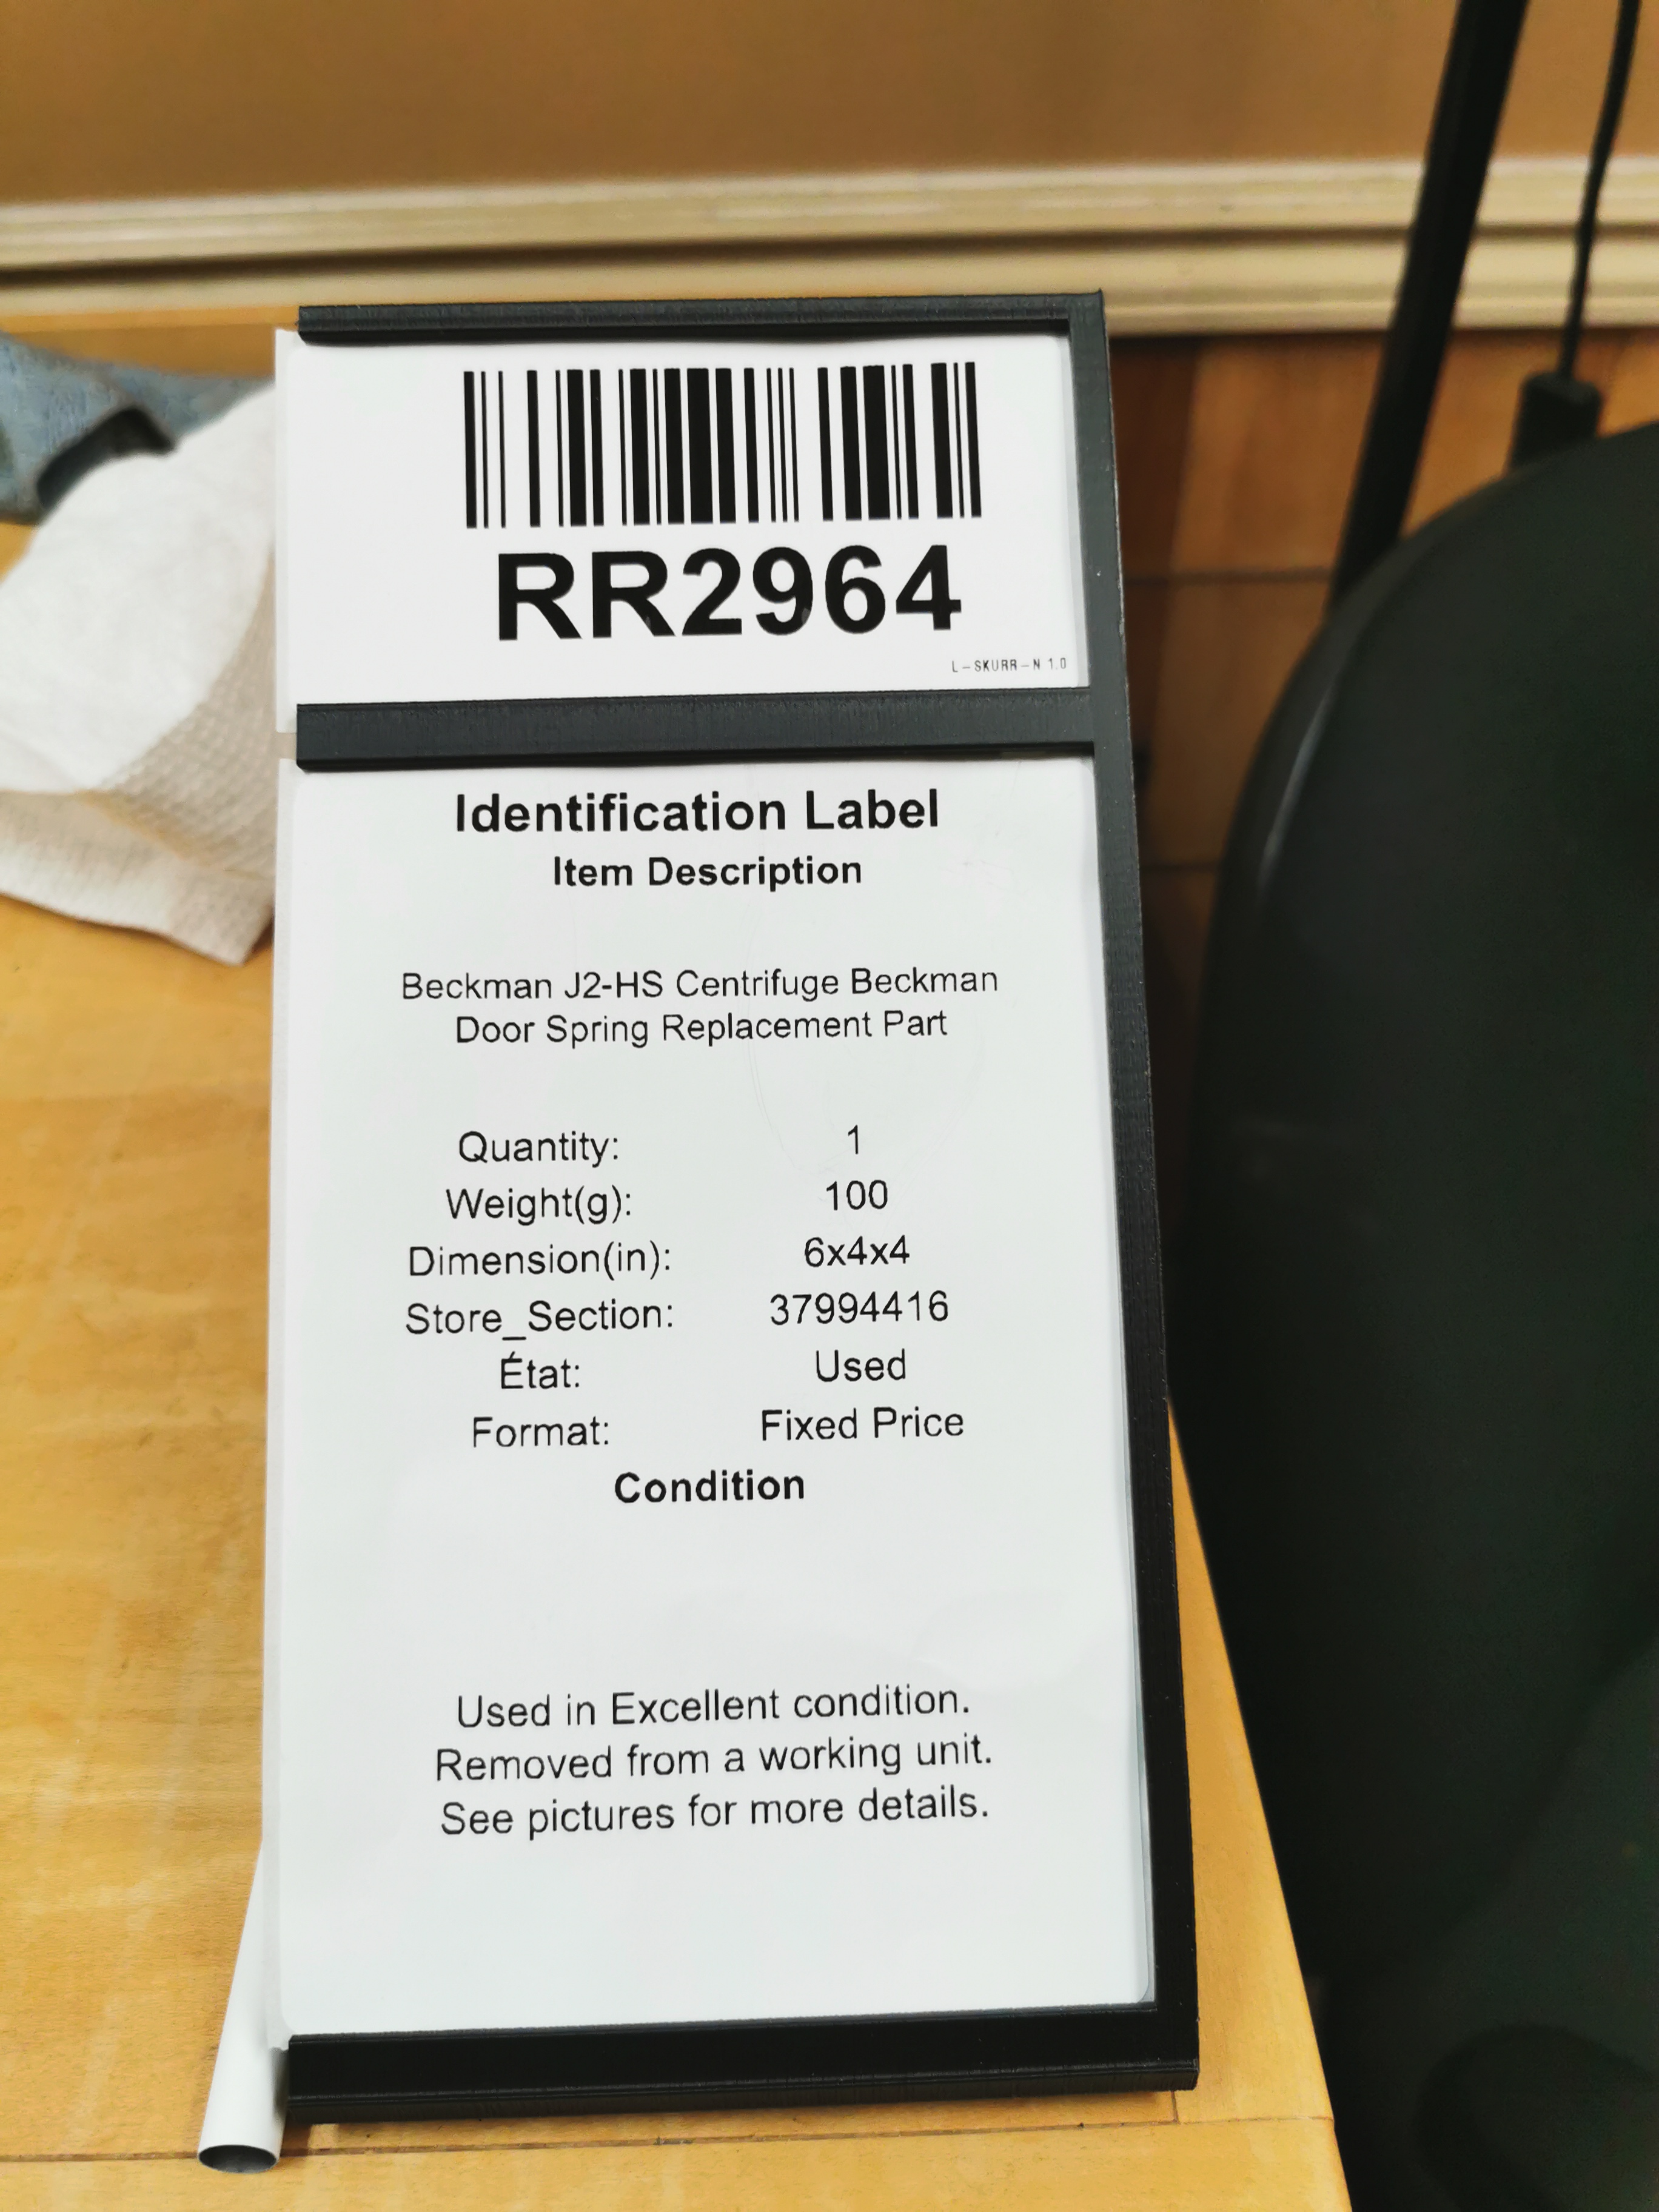 RR2964
L-SKURR-N 1.0
Identification Label
Item Description
Beckman J2-HS Centrifuge Beckman
Door Spring Replacement Part
Quantity: 1
Weight(g): 100
Dimension(in): 6x4x4
Store_Section: 37994416
État: Used
Format: Fixed Price
Condition
Used in Excellent condition.
Removed from a working unit.
See pictures for more details.